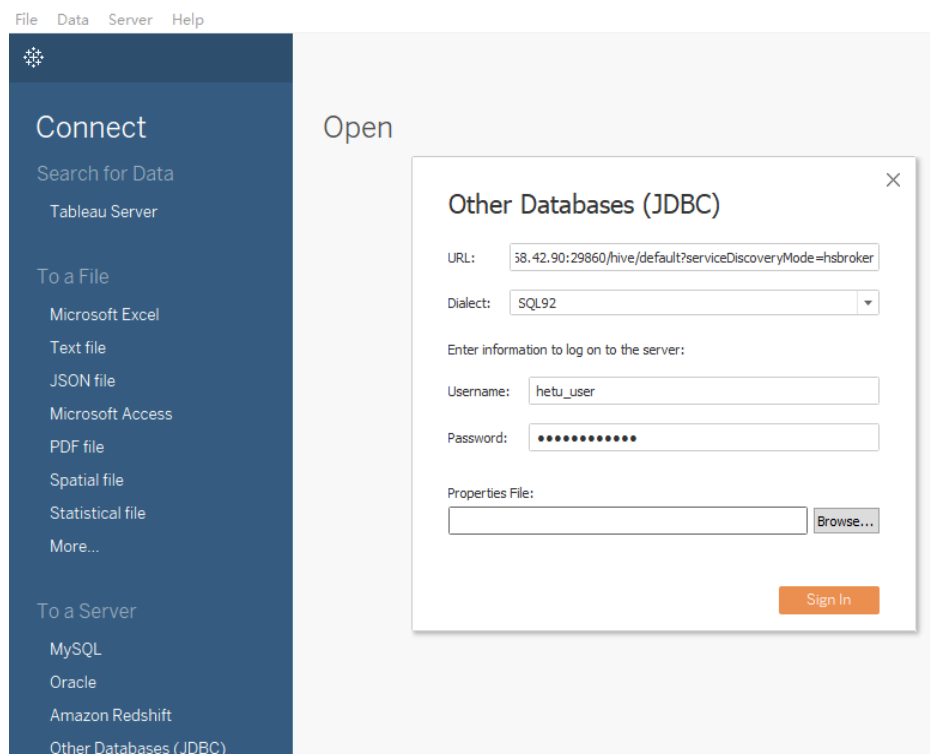 File Data Server Help
Connect
Search for Data
Tableau Server
To a File
Microsoft Excel
Text file
JSON file
Microsoft Access
PDF file
Spatial file
Statistical file
More...
To a Server
MySQL
Oracle
Amazon Redshift
Other Databases (JDBC)
Open
Other Databases (JDBC)
URL: 58.42.90:29860/hive/default?serviceDiscoveryMode=hsbroker
Dialect: SQL92
Enter information to log on to the server:
Username: hetu_user
Password: ••••••••••••
Properties File:
Browse...
Sign In